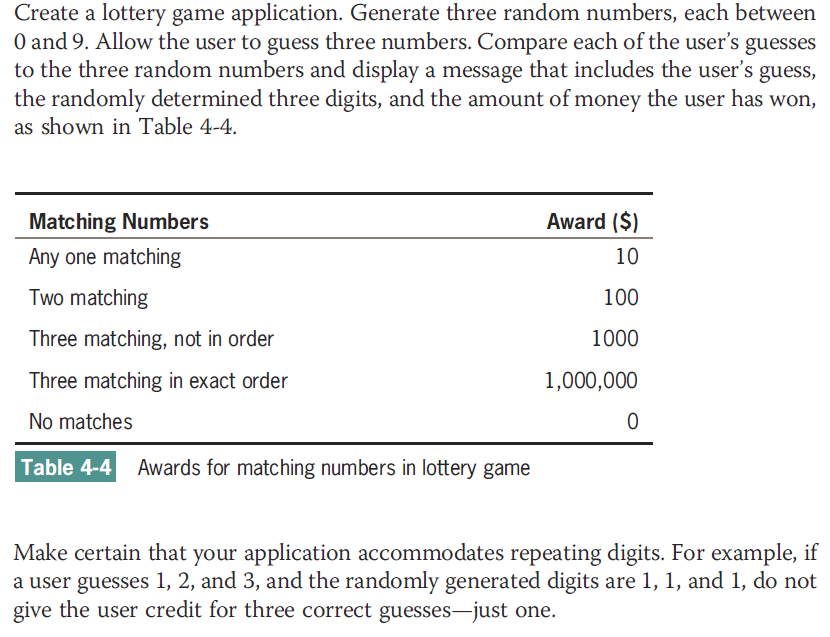 Create a lottery game application. Generate three random numbers, each between
0 and 9. Allow the user to guess three numbers. Compare each of the user’s guesses
to the three random numbers and display a message that includes the user’s guess,
the randomly determined three digits, and the amount of money the user has won,
as shown in Table 4-4.
Matching Numbers Award ($)
Any one matching 10
Two matching 100
Three matching, not in order 1000
Three matching in exact order 1,000,000
No matches 0
Table 4-4 Awards for matching numbers in lottery game
Make certain that your application accommodates repeating digits. For example, if
a user guesses 1, 2, and 3, and the randomly generated digits are 1, 1, and 1, do not
give the user credit for three correct guesses—just one.